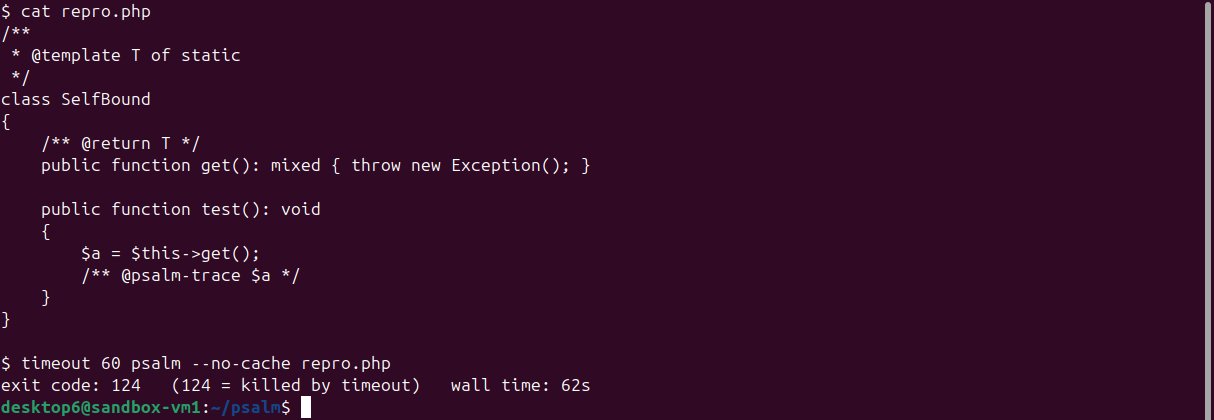 $ cat repro.php
/**
 * @template T of static
 */
class SelfBound
{
    /** @return T */
    public function get(): mixed { throw new Exception(); }

    public function test(): void
    {
        $a = $this->get();
        /** @psalm-trace $a */
    }
}

$ timeout 60 psalm --no-cache repro.php
exit code: 124   (124 = killed by timeout)   wall time: 62s
desktop6@sandbox-vm1:~/psalm$